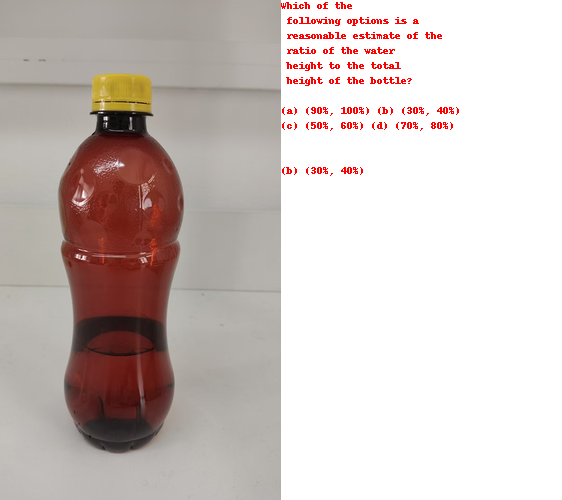 Which of the
following options is a
reasonable estimate of the
ratio of the water
height to the total
height of the bottle?
(a) (90%, 100%) (b) (30%, 40%)
(c) (50%, 60%) (d) (70%, 80%)
(b) (30%, 40%)